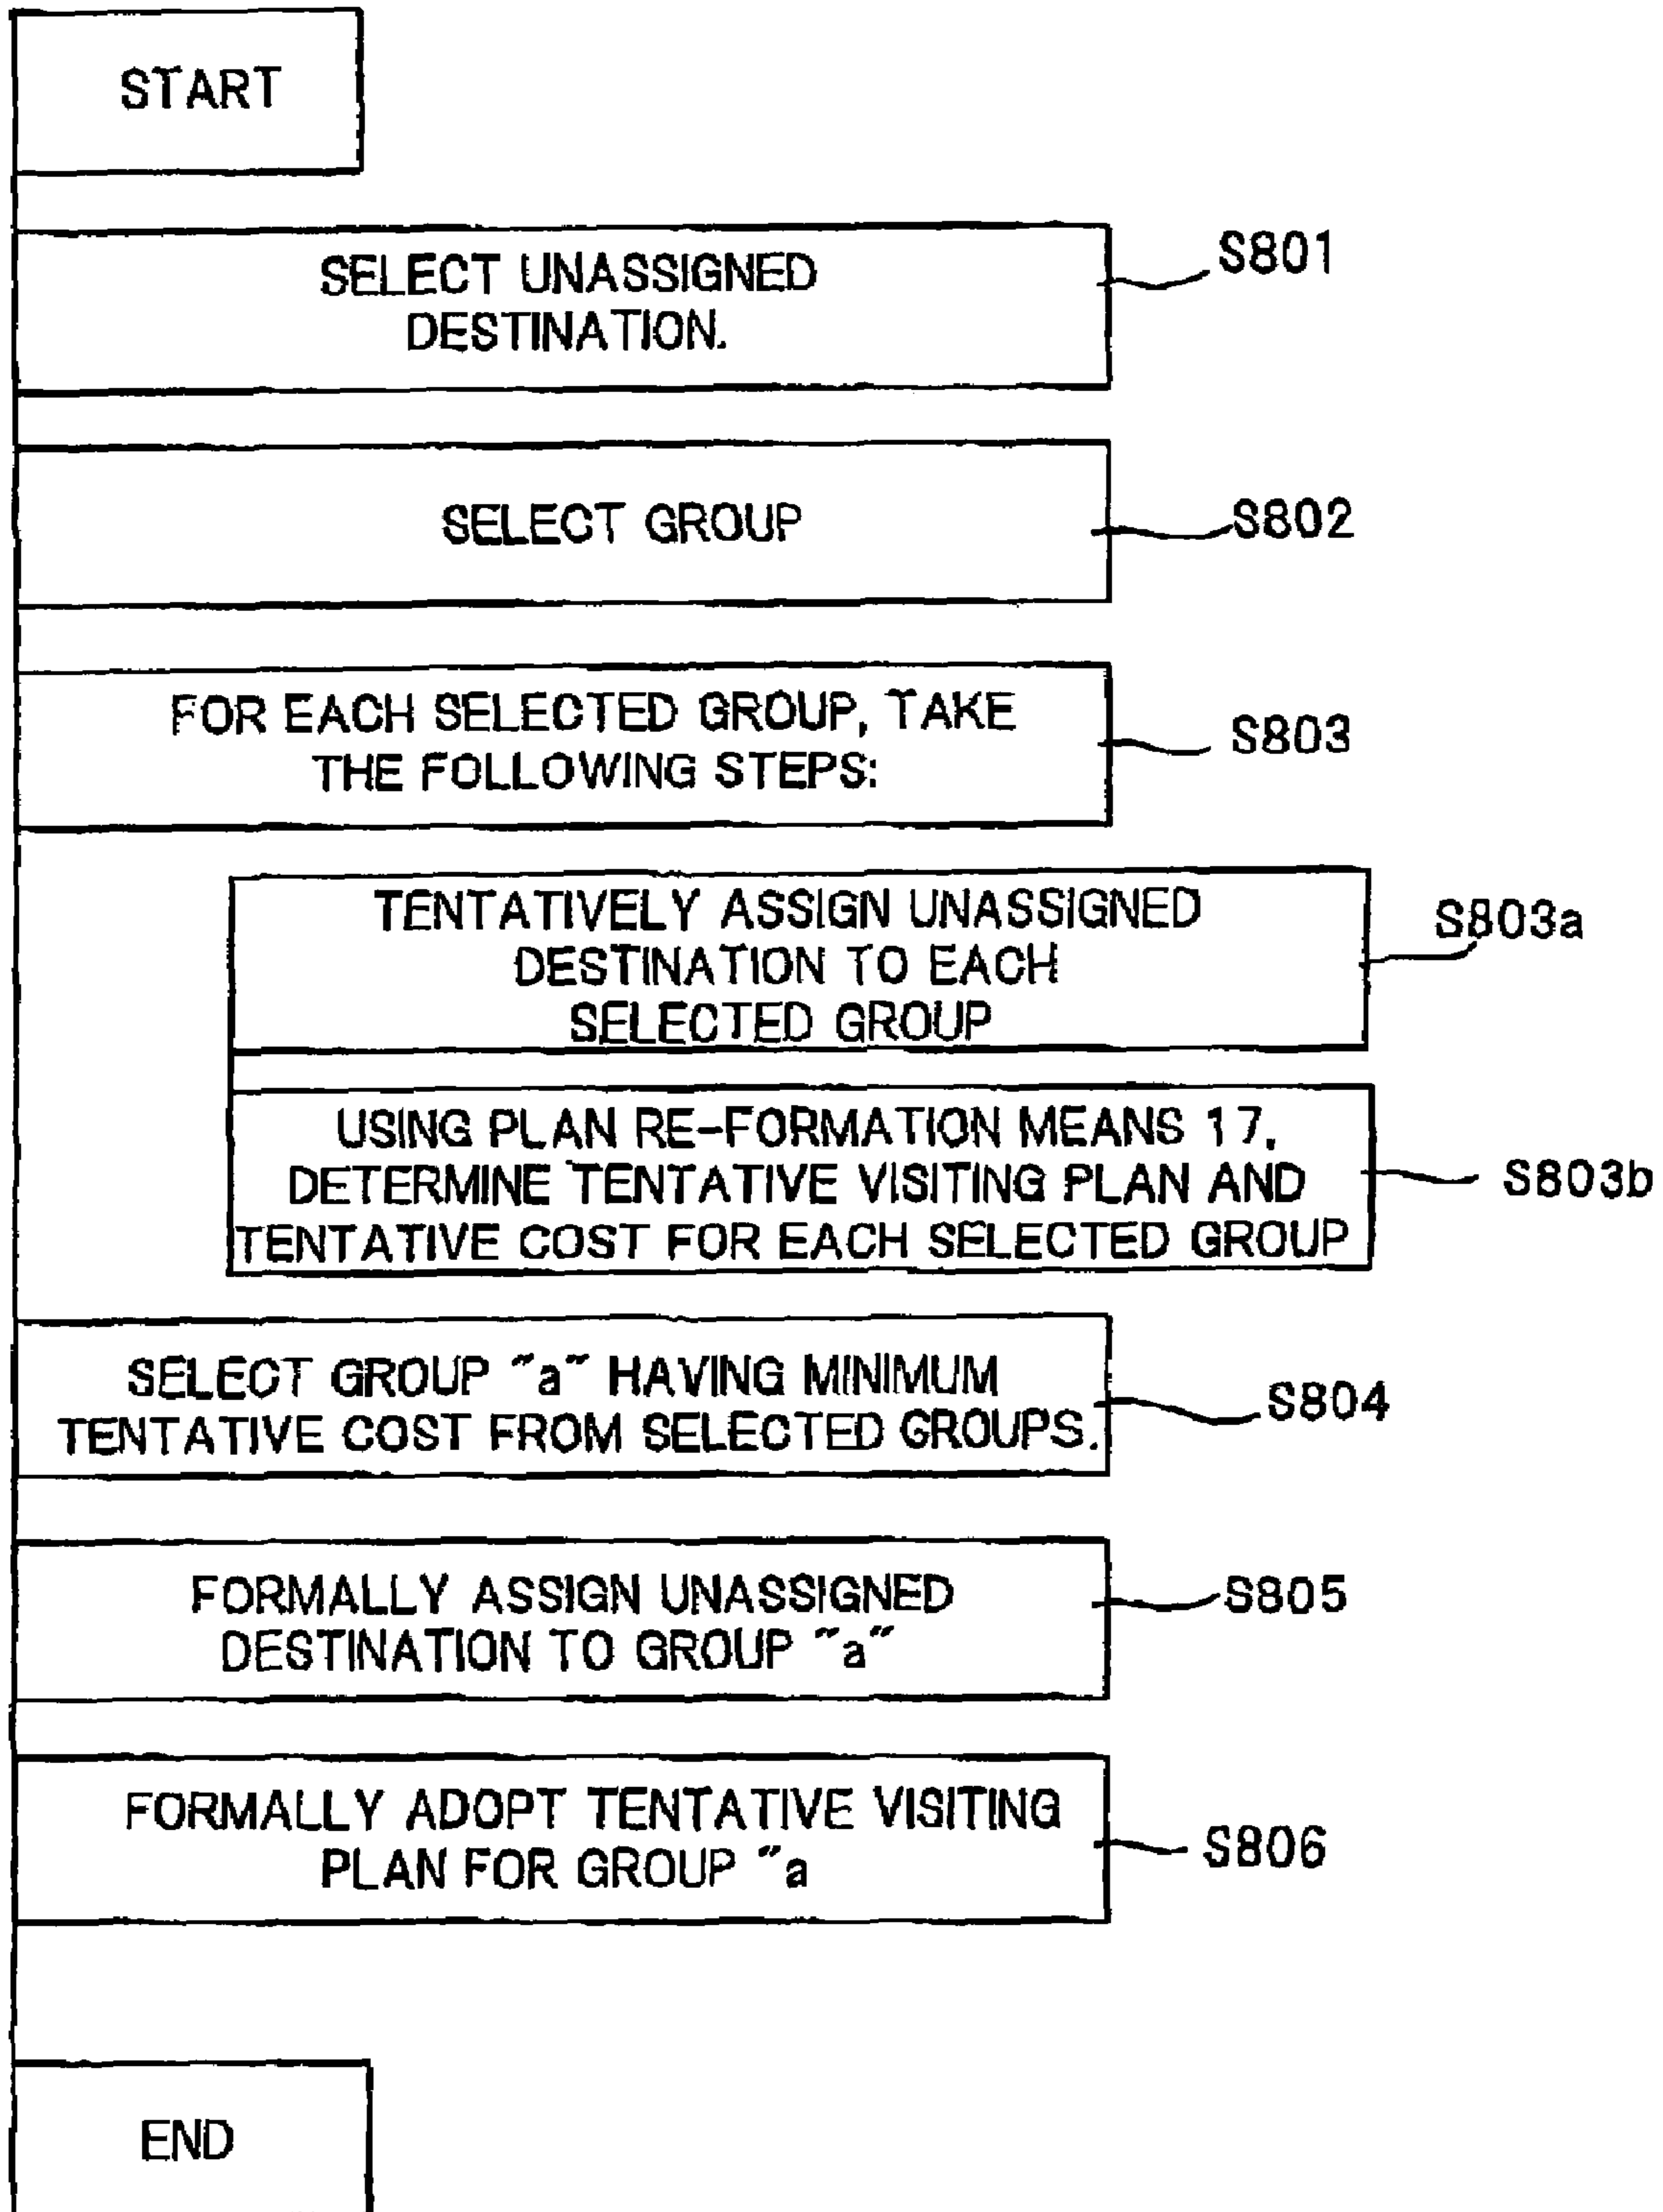 START
SELECT UNASSIGNED
DESTINATION.
S801
SELECT GROUP
S802
FOR EACH SELECTED GROUP, TAKE
THE FOLLOWING STEPS:
S803
TENTATIVELY ASSIGN UNASSIGNED
DESTINATION TO EACH
SELECTED GROUP
S803a
USING PLAN RE-FORMATION MEANS 17,
DETERMINE TENTATIVE VISITING PLAN AND
TENTATIVE COST FOR EACH SELECTED GROUP
S803b
SELECT GROUP "a" HAVING MINIMUM
TENTATIVE COST FROM SELECTED GROUPS.
S804
FORMALLY ASSIGN UNASSIGNED
DESTINATION TO GROUP "a"
S805
FORMALLY ADOPT TENTATIVE VISITING
PLAN FOR GROUP "a
S806
END